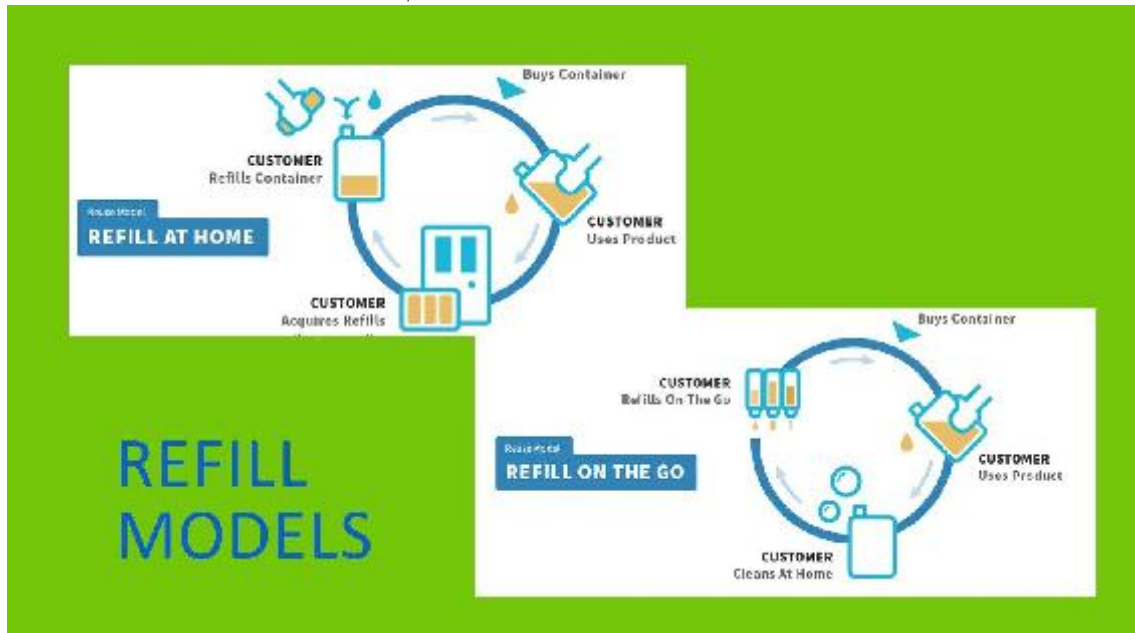 Buys Container
CUSTOMER
Refills Container
Reuse Model
REFILL AT HOME
CUSTOMER
Uses Product
CUSTOMER
Acquires Refills
Buys Container
CUSTOMER
Refills On The Go
Reuse Model
REFILL ON THE GO
CUSTOMER
Uses Product
CUSTOMER
Cleans At Home
REFILL
MODELS